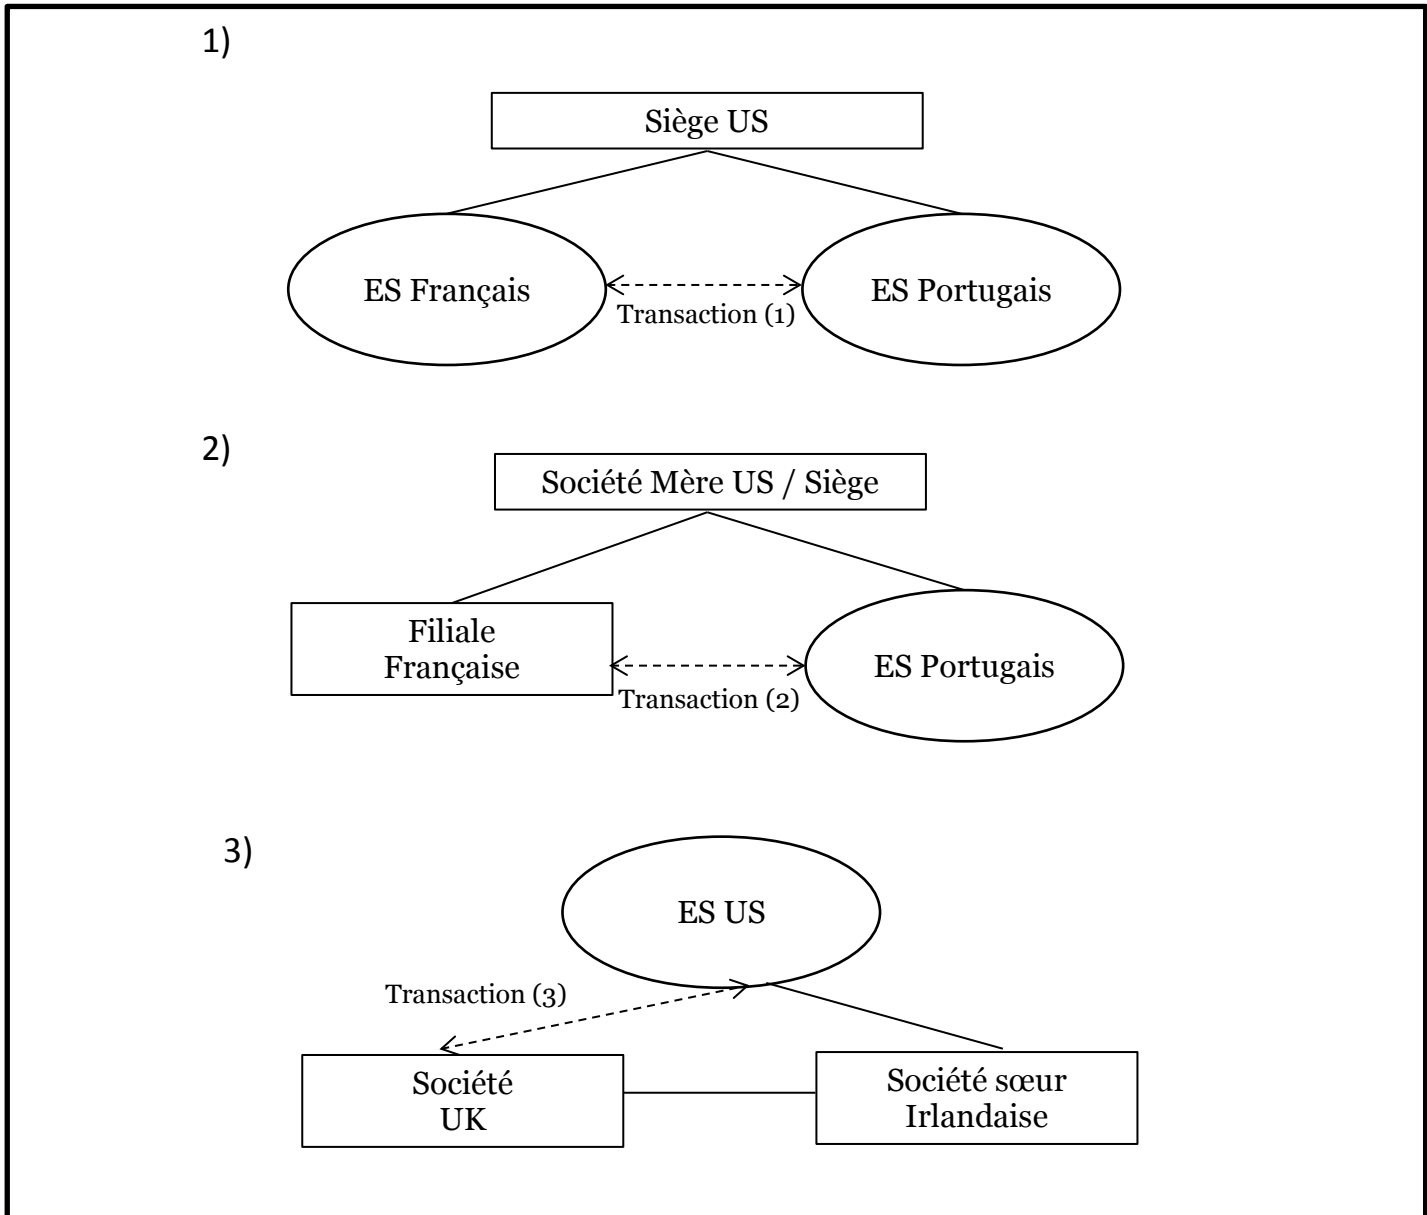 1)
Siège US
ES Français
ES Portugais
Transaction (1)
2)
Société Mère US / Siège
Filiale
Française
ES Portugais
Transaction (2)
3)
ES US
Transaction (3)
Société
UK
Société sœur
Irlandaise